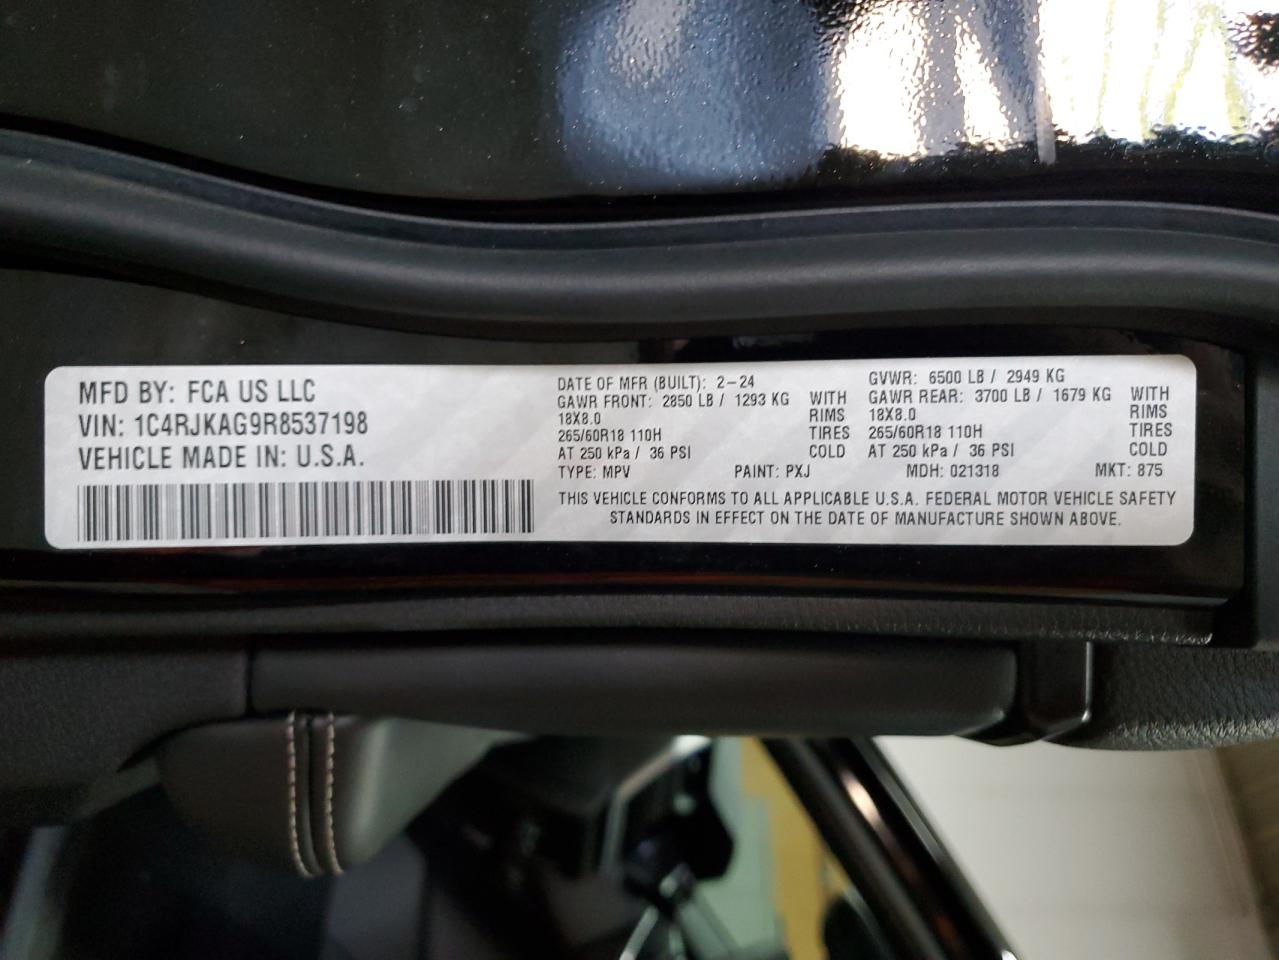 MFD BY: FCA US LLC
VIN: 1C4RJKAG9R8537198
VEHICLE MADE IN: U.S.A.
DATE OF MFR (BUILT): 2-24
GAWR FRONT: 2850 LB / 1293 KG WITH
18X8.0 RIMS
265/60R18 110H TIRES
AT 250 kPa / 36 PSI COLD
GVWR: 6500 LB / 2949 KG
GAWR REAR: 3700 LB / 1679 KG WITH
18X8.0 RIMS
265/60R18 110H TIRES
AT 250 kPa / 36 PSI COLD
TYPE: MPV PAINT: PXJ MDH: 021318 MKT: 875
THIS VEHICLE CONFORMS TO ALL APPLICABLE U.S.A. FEDERAL MOTOR VEHICLE SAFETY
STANDARDS IN EFFECT ON THE DATE OF MANUFACTURE SHOWN ABOVE.